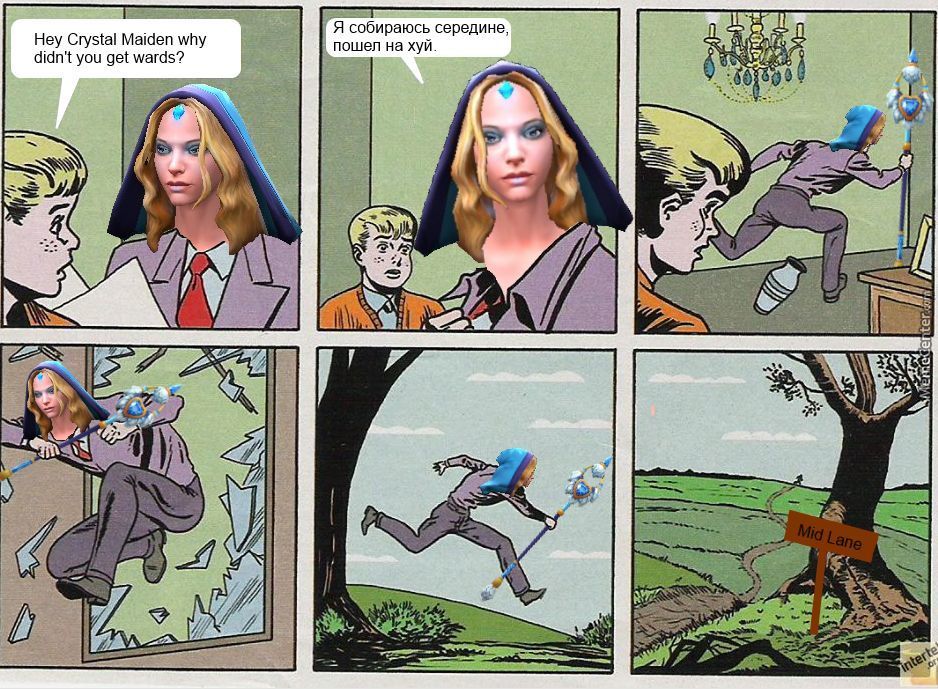 Hey Crystal Maiden why
didn't you get wards?
Я собираюсь середине,
пошел на хуй.
Mid Lane